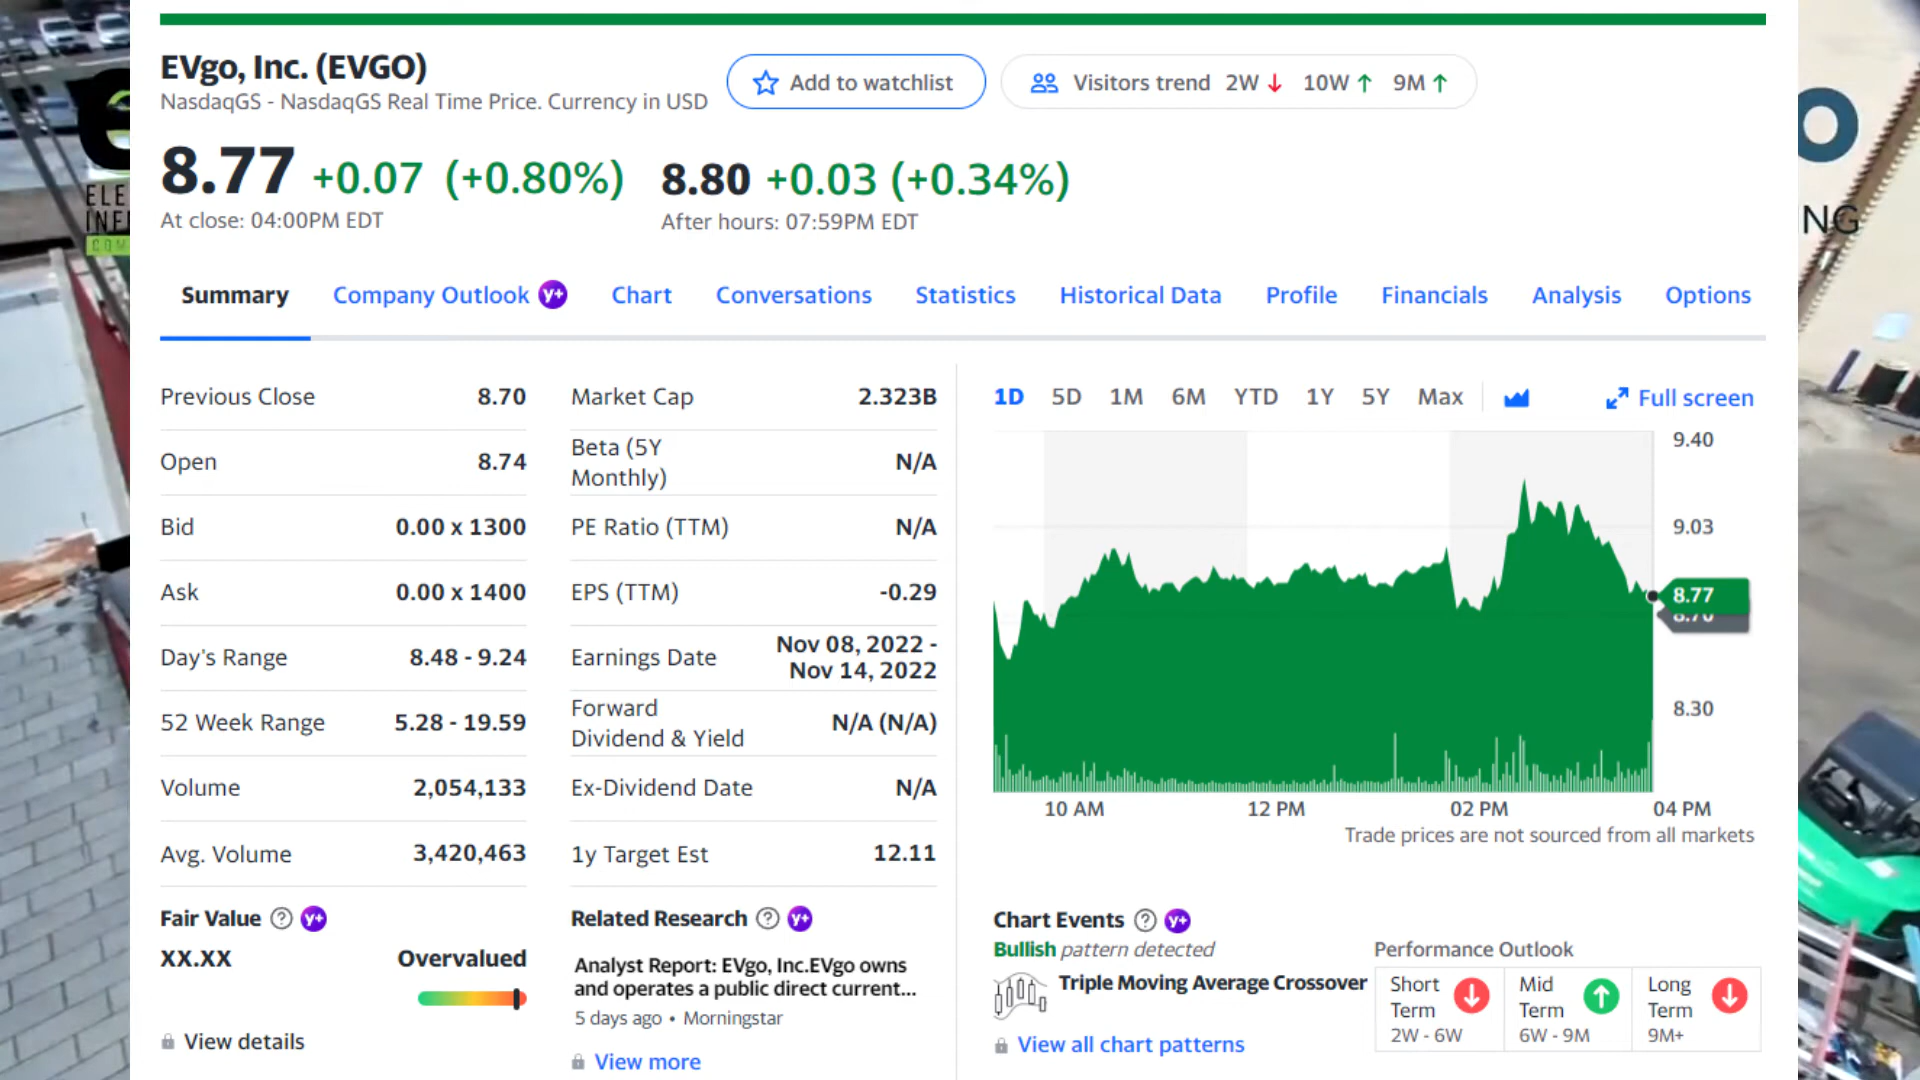 EVgo, Inc. (EVGO)
NasdaqGS - NasdaqGS Real Time Price. Currency in USD
Add to watchlist
Visitors trend 2W ↓ 10W ↑ 9M ↑
8.77 +0.07 (+0.80%)
At close: 04:00PM EDT
8.80 +0.03 (+0.34%)
After hours: 07:59PM EDT
ELE
INF
COM
NG
Summary Company Outlook Y+ Chart Conversations Statistics Historical Data Profile Financials Analysis Options
Previous Close 8.70
Open 8.74
Bid 0.00 x 1300
Ask 0.00 x 1400
Day's Range 8.48 - 9.24
52 Week Range 5.28 - 19.59
Volume 2,054,133
Avg. Volume 3,420,463
Market Cap 2.323B
Beta (5Y
Monthly) N/A
PE Ratio (TTM) N/A
EPS (TTM) -0.29
Earnings Date Nov 08, 2022 -
Nov 14, 2022
Forward
Dividend & Yield N/A (N/A)
Ex-Dividend Date N/A
1y Target Est 12.11
1D 5D 1M 6M YTD 1Y 5Y Max
Full screen
9.40
9.03
8.77
8.70
8.30
10 AM 12 PM 02 PM 04 PM
Trade prices are not sourced from all markets
Fair Value ? Y+
XX.XX Overvalued
View details
Related Research ? Y+
Analyst Report: EVgo, Inc.EVgo owns
and operates a public direct current...
5 days ago • Morningstar
View more
Chart Events ? Y+
Bullish pattern detected
Triple Moving Average Crossover
View all chart patterns
Performance Outlook
Short
Term
2W - 6W
Mid
Term
6W - 9M
Long
Term
9M+